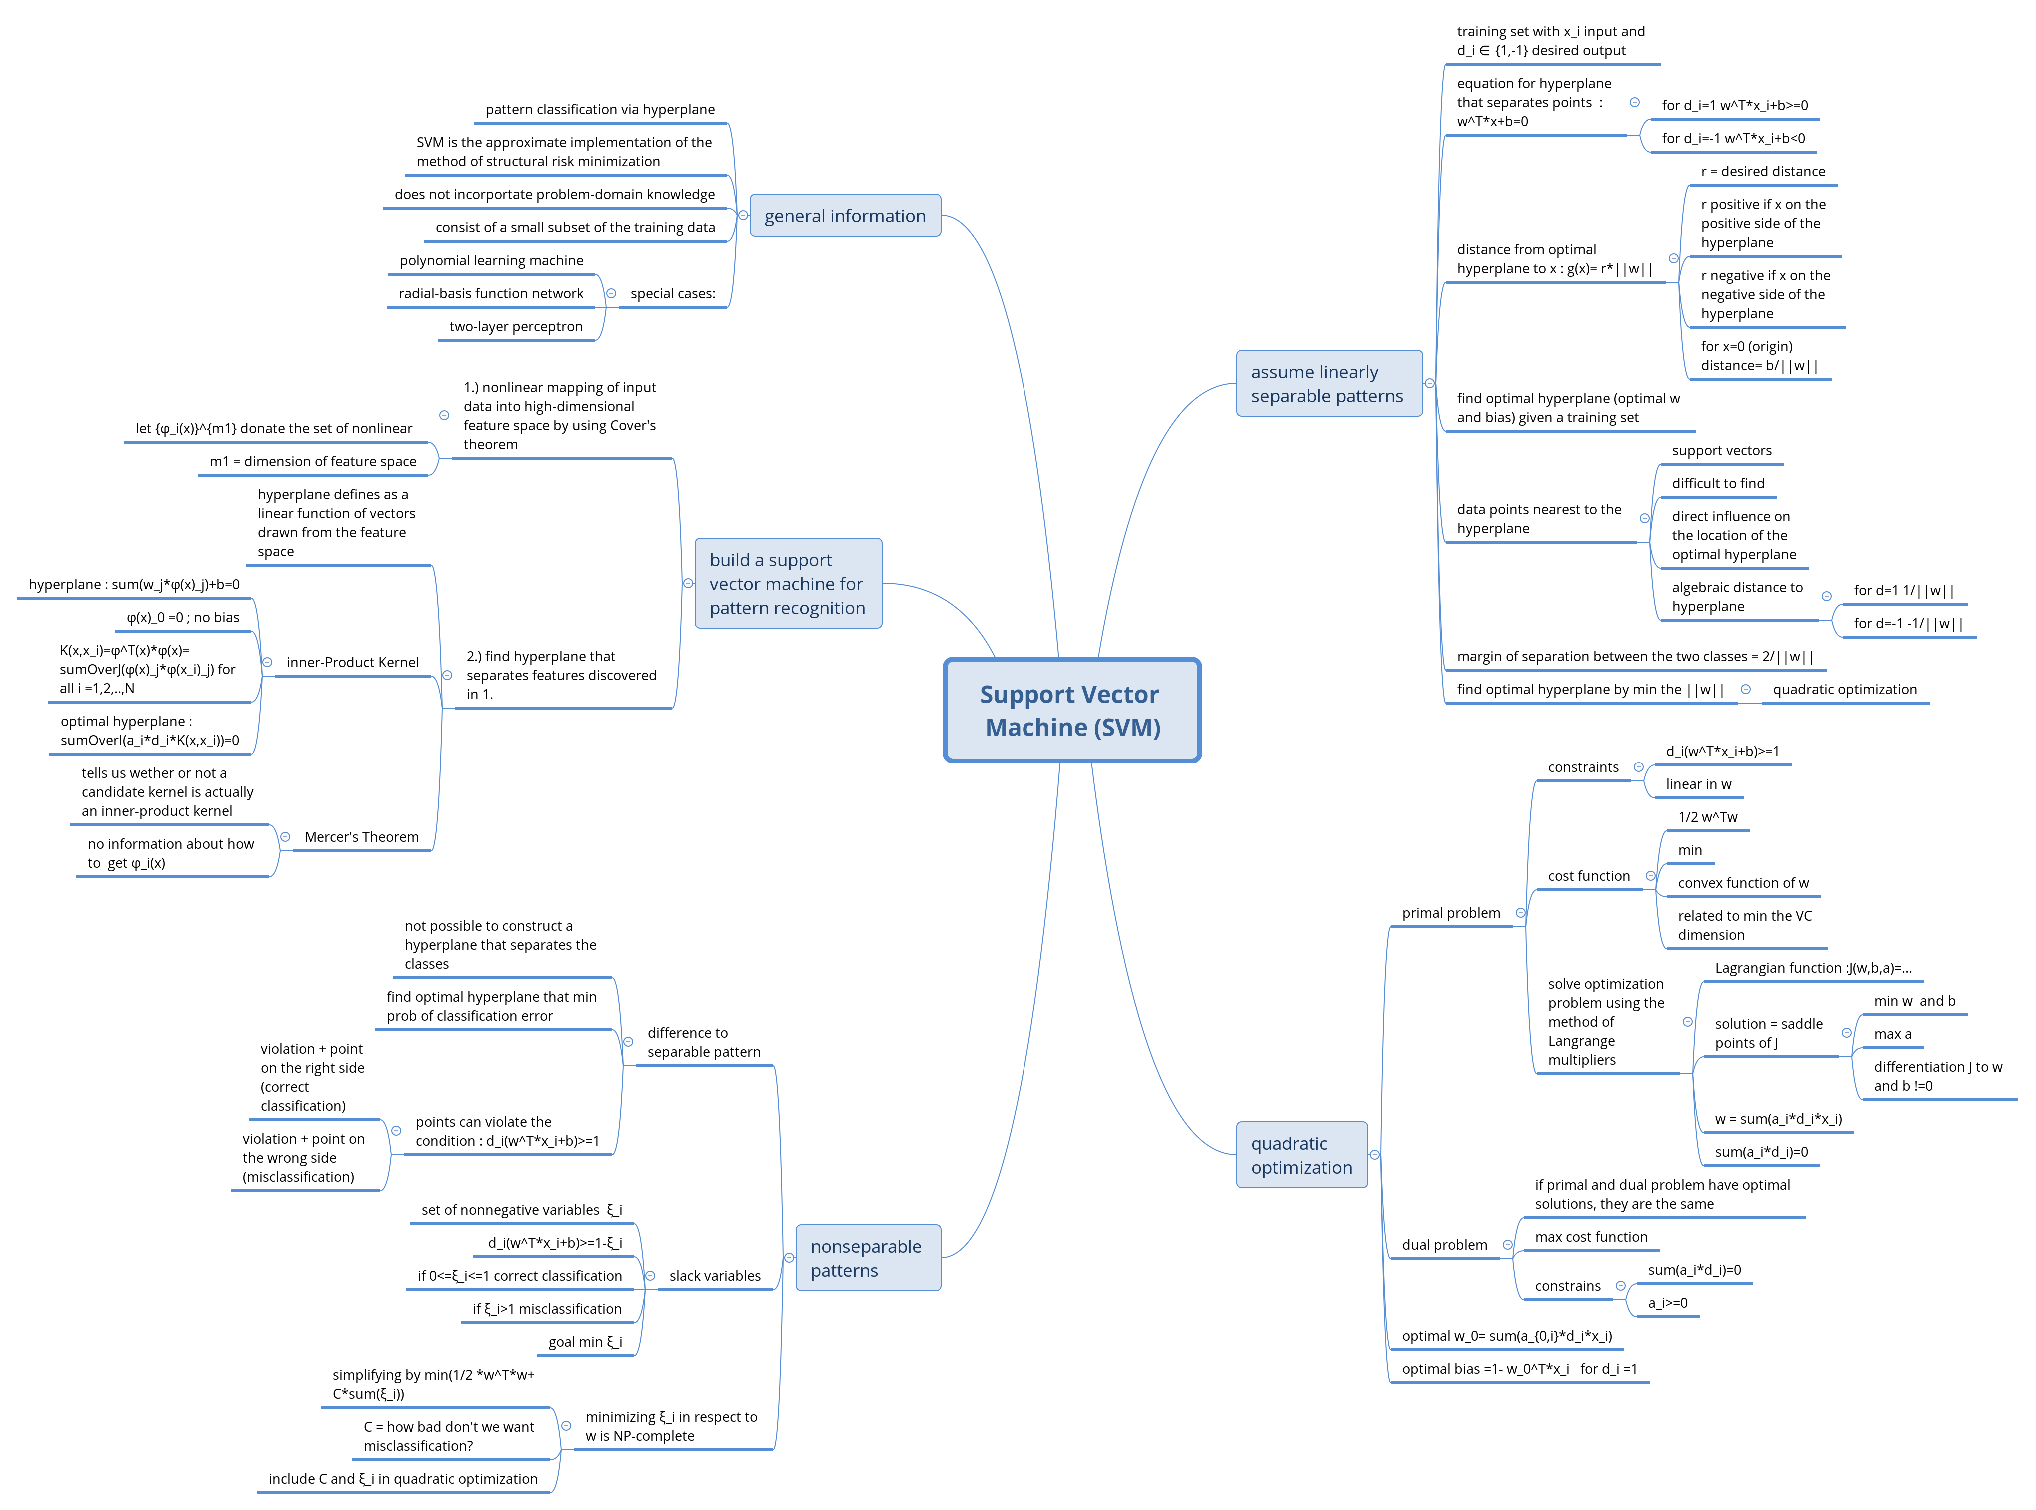 Support Vector
Machine (SVM)
general information
pattern classification via hyperplane
SVM is the approximate implementation of the
method of structural risk minimization
does not incorportate problem-domain knowledge
consist of a small subset of the training data
special cases:
polynomial learning machine
radial-basis function network
two-layer perceptron
build a support
vector machine for
pattern recognition
1.) nonlinear mapping of input
data into high-dimensional
feature space by using Cover's
theorem
let {φ_i(x)}^{m1} donate the set of nonlinear
m1 = dimension of feature space
2.) find hyperplane that
separates features discovered
in 1.
hyperplane defines as a
linear function of vectors
drawn from the feature
space
inner-Product Kernel
hyperplane : sum(w_j*φ(x)_j)+b=0
φ(x)_0 =0 ; no bias
K(x,x_i)=φ^T(x)*φ(x)=
sumOverJ(φ(x)_j*φ(x_i)_j) for
all i =1,2,..,N
optimal hyperplane :
sumOverI(a_i*d_i*K(x,x_i))=0
Mercer's Theorem
tells us wether or not a
candidate kernel is actually
an inner-product kernel
no information about how
to  get φ_i(x)
nonseparable
patterns
difference to
separable pattern
not possible to construct a
hyperplane that separates the
classes
find optimal hyperplane that min
prob of classification error
points can violate the
condition : d_i(w^T*x_i+b)>=1
violation + point
on the right side
(correct
classification)
violation + point on
the wrong side
(misclassification)
slack variables
set of nonnegative variables  ξ_i
d_i(w^T*x_i+b)>=1-ξ_i
if 0<=ξ_i<=1 correct classification
if ξ_i>1 misclassification
goal min ξ_i
minimizing ξ_i in respect to
w is NP-complete
simplifying by min(1/2 *w^T*w+
C*sum(ξ_i))
C = how bad don't we want
misclassification?
include C and ξ_i in quadratic optimization
assume linearly
separable patterns
training set with x_i input and
d_i ∈ {1,-1} desired output
equation for hyperplane
that separates points  :
w^T*x+b=0
for d_i=1 w^T*x_i+b>=0
for d_i=-1 w^T*x_i+b<0
distance from optimal
hyperplane to x : g(x)= r*||w||
r = desired distance
r positive if x on the
positive side of the
hyperplane
r negative if x on the
negative side of the
hyperplane
for x=0 (origin)
distance= b/||w||
find optimal hyperplane (optimal w
and bias) given a training set
data points nearest to the
hyperplane
support vectors
difficult to find
direct influence on
the location of the
optimal hyperplane
algebraic distance to
hyperplane
for d=1 1/||w||
for d=-1 -1/||w||
margin of separation between the two classes = 2/||w||
find optimal hyperplane by min the ||w||
quadratic optimization
quadratic
optimization
primal problem
constraints
d_i(w^T*x_i+b)>=1
linear in w
cost function
1/2 w^Tw
min
convex function of w
related to min the VC
dimension
solve optimization
problem using the
method of
Langrange
multipliers
Lagrangian function :J(w,b,a)=...
solution = saddle
points of J
min w  and b
max a
differentiation J to w
and b !=0
w = sum(a_i*d_i*x_i)
sum(a_i*d_i)=0
dual problem
if primal and dual problem have optimal
solutions, they are the same
max cost function
constrains
sum(a_i*d_i)=0
a_i>=0
optimal w_0= sum(a_{0,i}*d_i*x_i)
optimal bias =1- w_0^T*x_i   for d_i =1